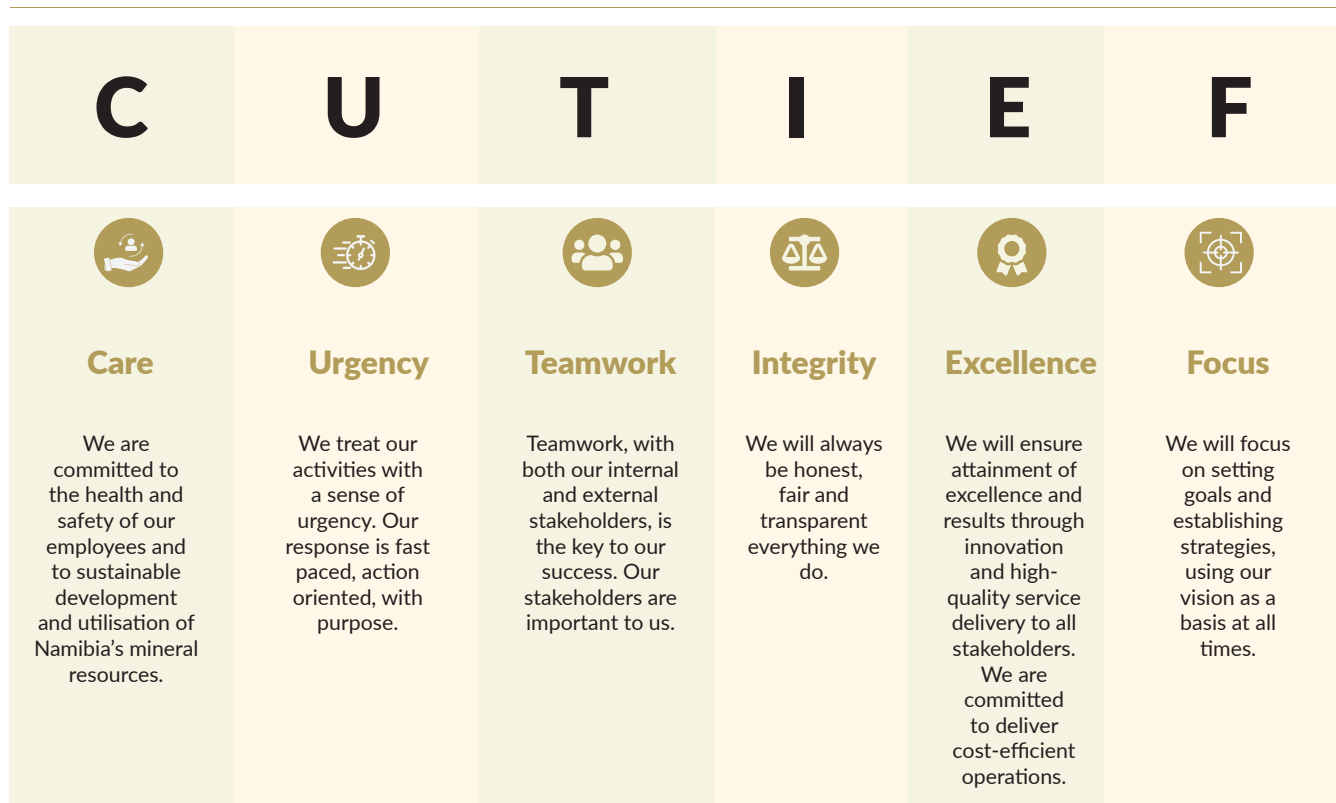 C
U
T
I
E
F
Care
We are
committed to
the health and
safety of our
employees and
to sustainable
development
and utilisation of
Namibia's mineral
resources.
Urgency
We treat our
activities with
a sense of
urgency. Our
response is fast
paced, action
oriented, with
purpose.
Teamwork
Teamwork, with
both our internal
and external
stakeholders, is
the key to our
success. Our
stakeholders are
important to us.
Integrity
We will always
be honest,
fair and
transparent
everything we
do.
Excellence
We will ensure
attainment of
excellence and
results through
innovation
and high-
quality service
delivery to all
stakeholders.
We are
committed
to deliver
cost-efficient
operations.
Focus
We will focus
on setting
goals and
establishing
strategies,
using our
vision as a
basis at all
times.